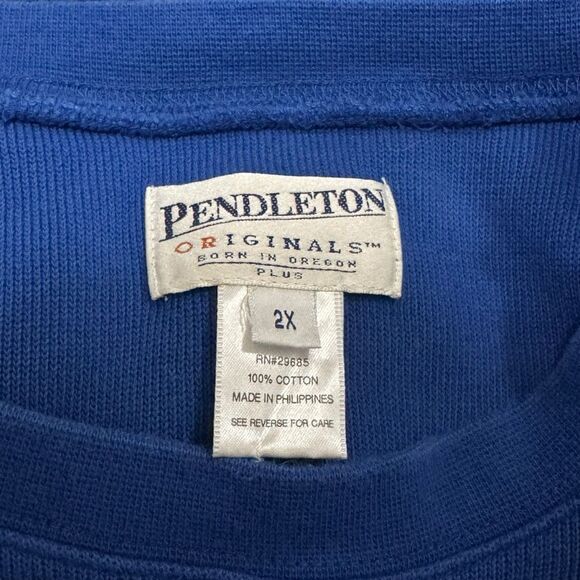 PENDLETON
ORIGINALS™
BORN IN OREGON
PLUS
2X
RN#29685
100% COTTON
MADE IN PHILIPPINES
SEE REVERSE FOR CARE